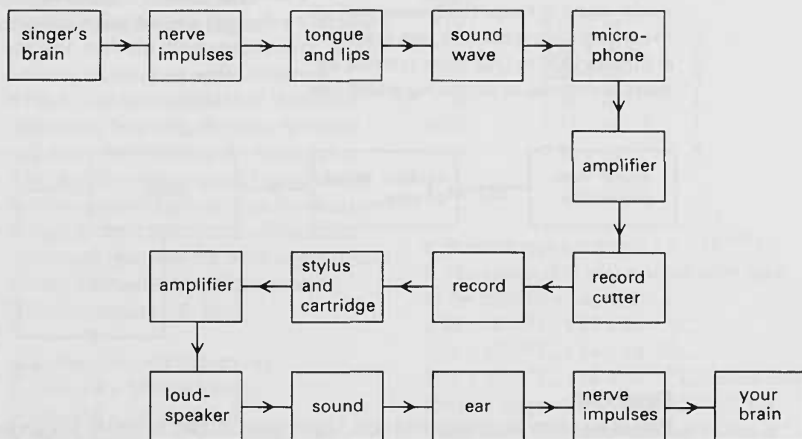 singer's
brain
nerve
impulses
tongue
and lips
sound
wave
micro-
phone
amplifier
record
cutter
record
stylus
and
cartridge
amplifier
loud-
speaker
sound
ear
nerve
impulses
your
brain